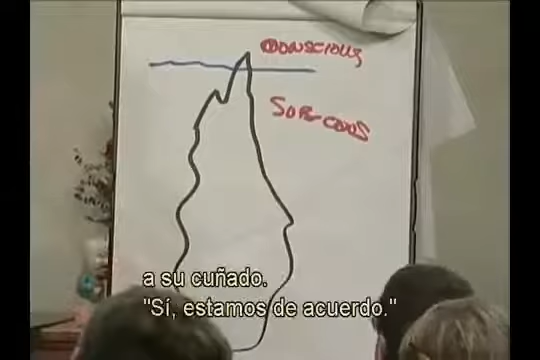 CONSCIOUS
SUB-CONS
a su cuñado.
"Sí, estamos de acuerdo."